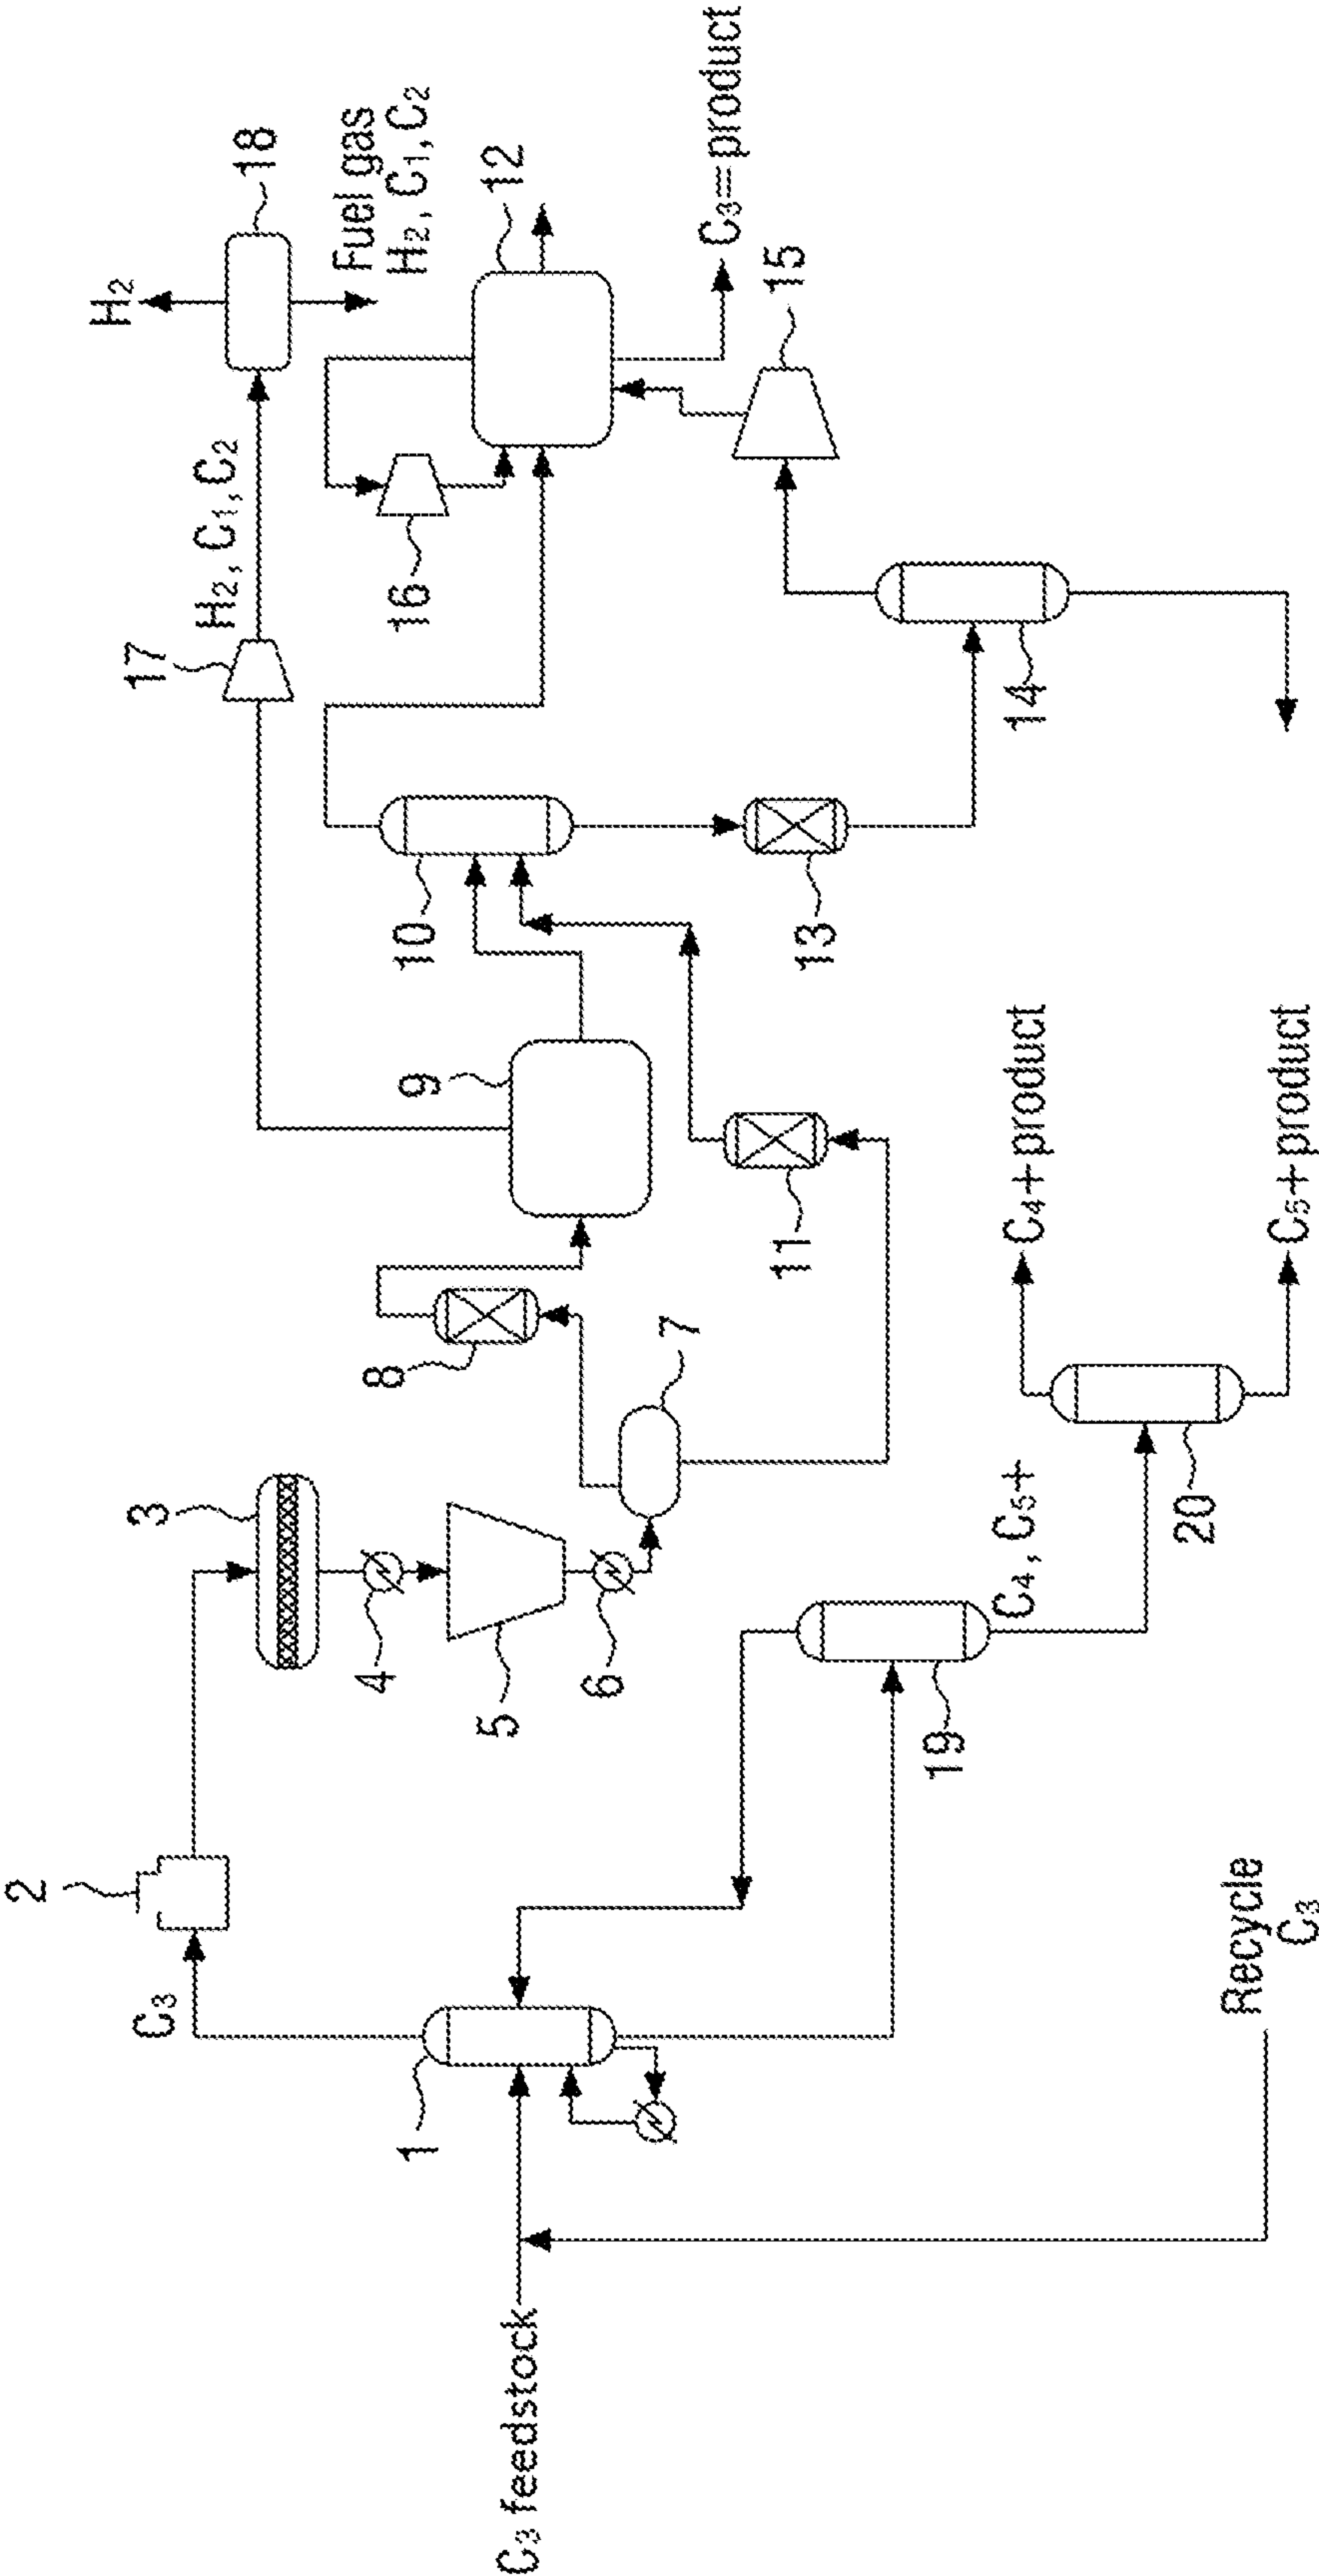 2
H₂
17
3
C₃
H₂, C₁, C₂
18
Fuel gas
H₂, C₁, C₂
4
8
16
10
1
9
5
12
C₃ feedstock
6
7
C₃=product
15
11
13
19
C₄, C₅+
C₄+product
14
20
Recycle
C₃
C₅+product